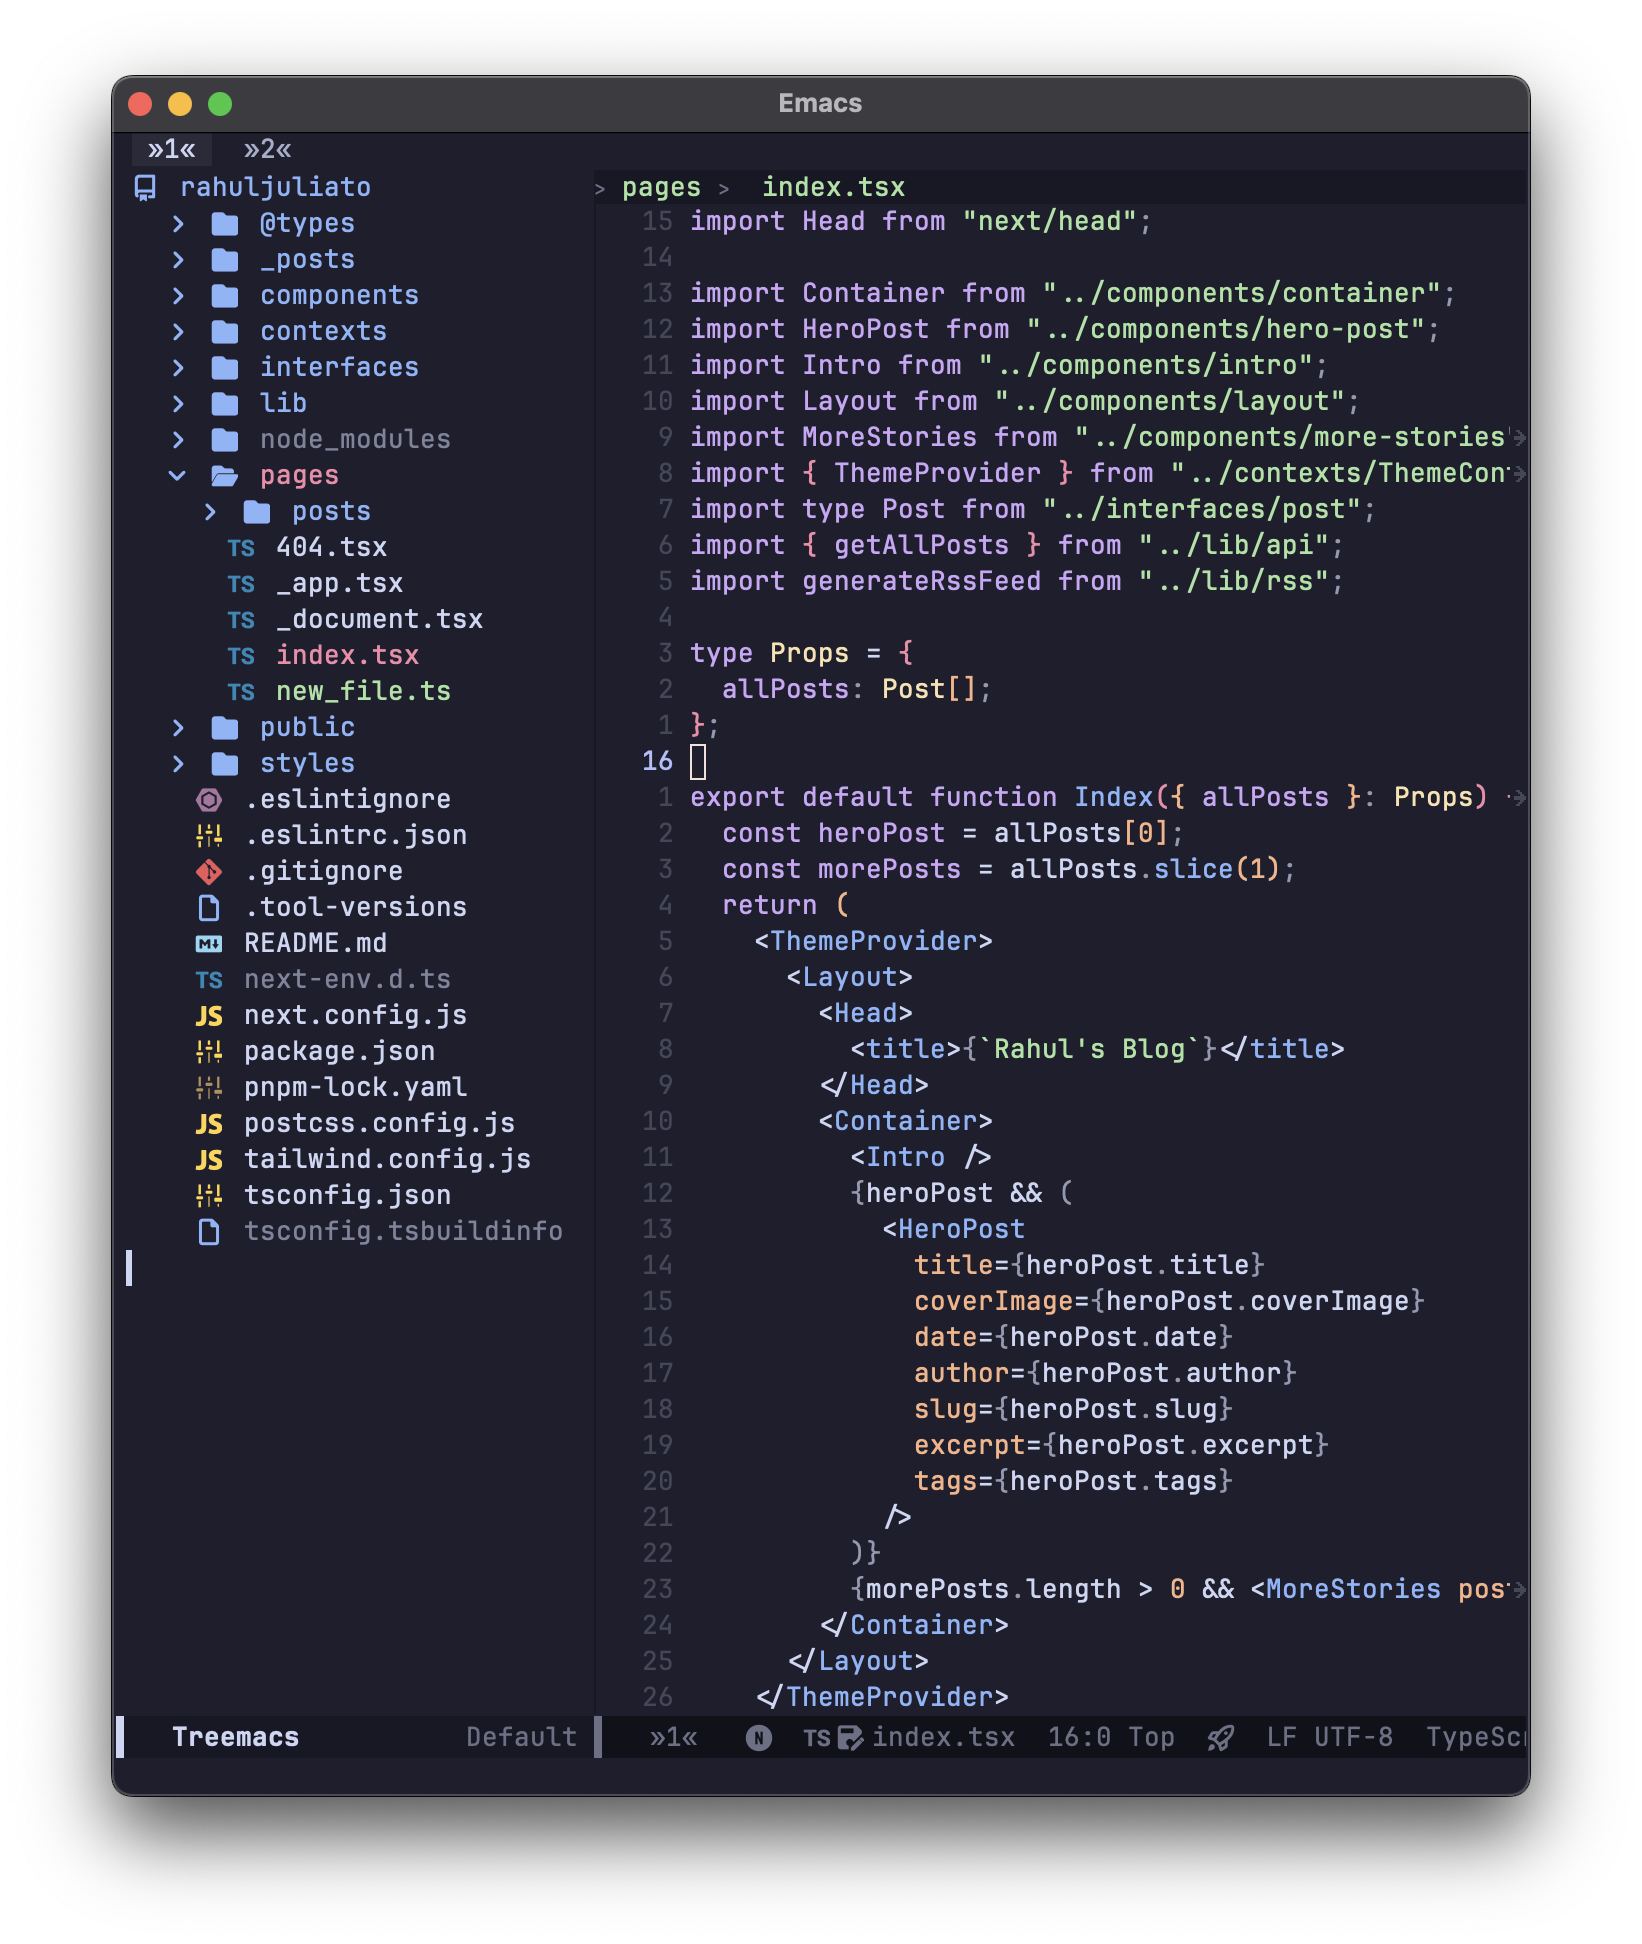 Emacs
»1« »2«
rahuljuliato
@types
_posts
components
contexts
interfaces
lib
node_modules
pages
posts
TS 404.tsx
TS _app.tsx
TS _document.tsx
TS index.tsx
TS new_file.ts
public
styles
.eslintignore
.eslintrc.json
.gitignore
.tool-versions
README.md
TS next-env.d.ts
JS next.config.js
package.json
pnpm-lock.yaml
JS postcss.config.js
JS tailwind.config.js
tsconfig.json
tsconfig.tsbuildinfo
Treemacs Default
> pages > index.tsx
15 import Head from "next/head";
14
13 import Container from "../components/container";
12 import HeroPost from "../components/hero-post";
11 import Intro from "../components/intro";
10 import Layout from "../components/layout";
9 import MoreStories from "../components/more-stories"
8 import { ThemeProvider } from "../contexts/ThemeCon
7 import type Post from "../interfaces/post";
6 import { getAllPosts } from "../lib/api";
5 import generateRssFeed from "../lib/rss";
4
3 type Props = {
2   allPosts: Post[];
1 };
16
1 export default function Index({ allPosts }: Props)
2   const heroPost = allPosts[0];
3   const morePosts = allPosts.slice(1);
4   return (
5     <ThemeProvider>
6       <Layout>
7         <Head>
8           <title>{`Rahul's Blog`}</title>
9         </Head>
10         <Container>
11           <Intro />
12           {heroPost && (
13             <HeroPost
14               title={heroPost.title}
15               coverImage={heroPost.coverImage}
16               date={heroPost.date}
17               author={heroPost.author}
18               slug={heroPost.slug}
19               excerpt={heroPost.excerpt}
20               tags={heroPost.tags}
21             />
22           )}
23           {morePosts.length > 0 && <MoreStories pos
24         </Container>
25       </Layout>
26     </ThemeProvider>
»1« N TS index.tsx 16:0 Top LF UTF-8 TypeScr